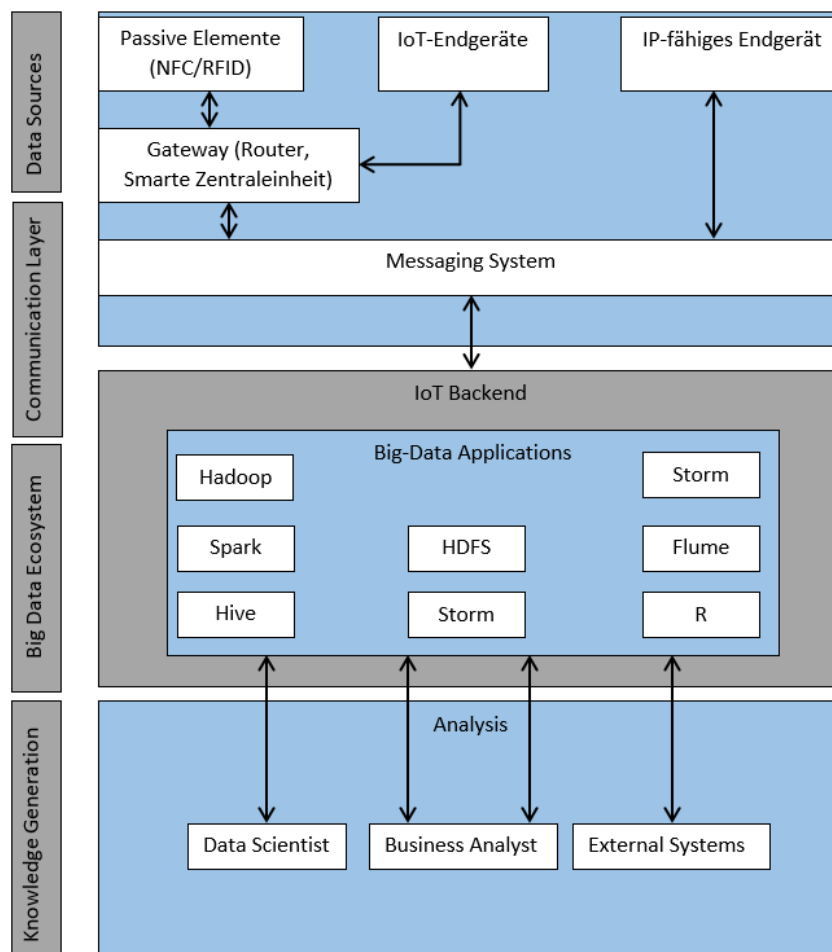 Data Sources
Passive Elemente
(NFC/RFID)
IoT-Endgeräte
IP-fähiges Endgerät
Gateway (Router,
Smarte Zentraleinheit)
Communication Layer
Messaging System
IoT Backend
Big Data Ecosystem
Big-Data Applications
Hadoop
Storm
Spark
HDFS
Flume
Hive
Storm
R
Knowledge Generation
Analysis
Data Scientist
Business Analyst
External Systems